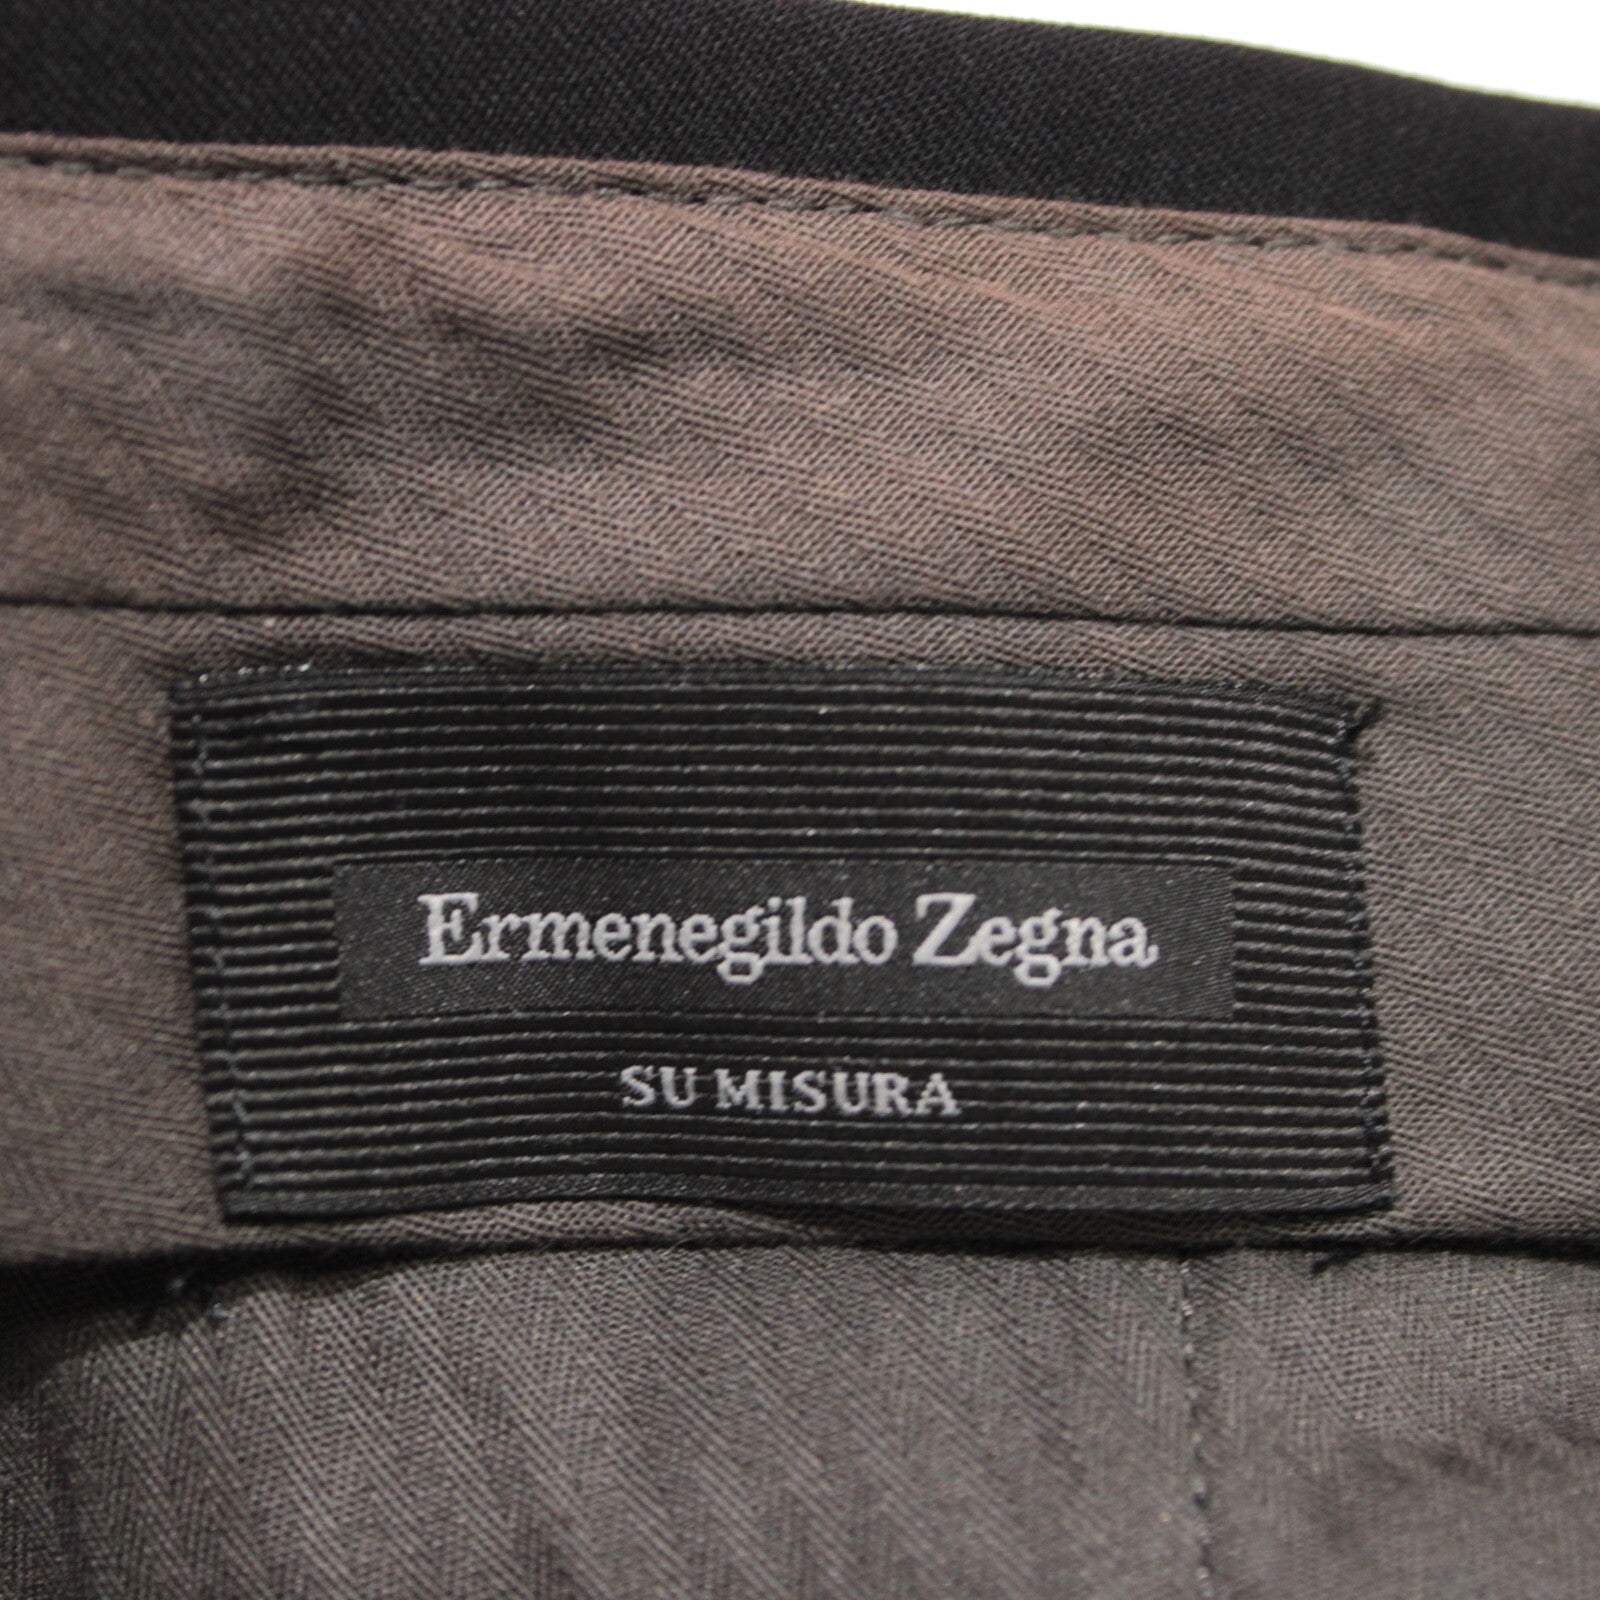 Ermenegildo Zegna
SU MISURA